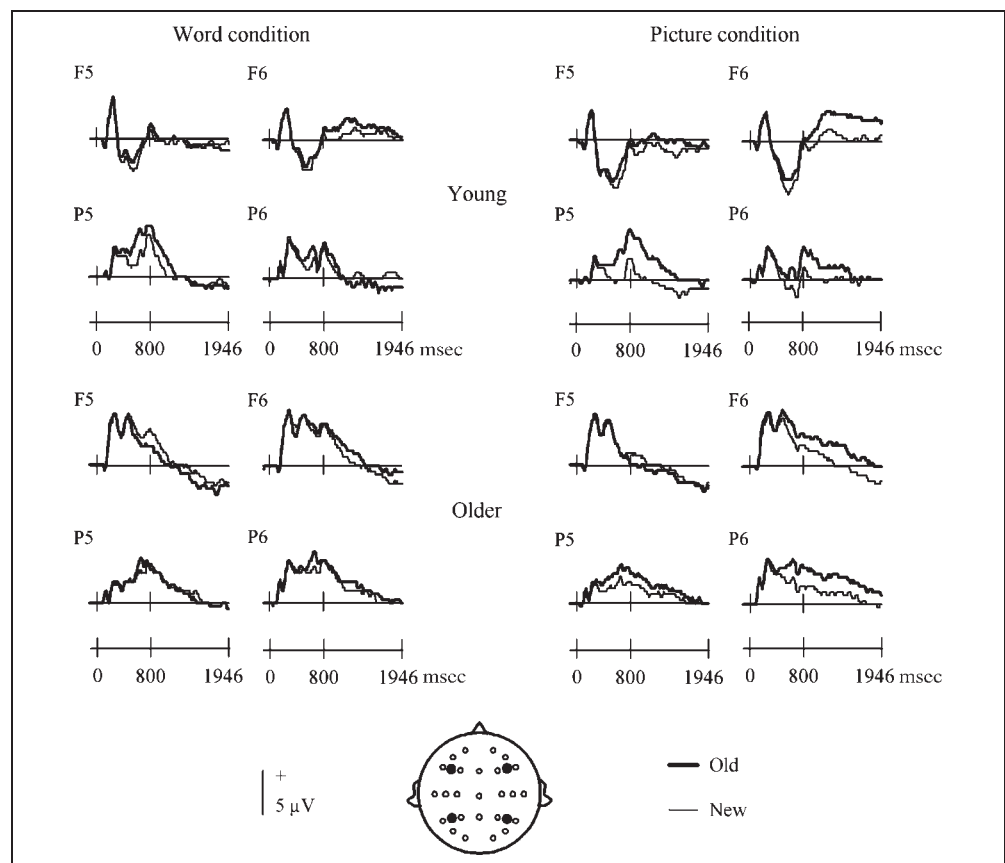 Word condition Picture condition
F5 F6 F5 F6
Young
P5 P6 P5 P6
0 800 1946 msec 0 800 1946 msec 0 800 1946 0 800 1946 msec
F5 F6 F5 F6
Older
P5 P6 P5 P6
0 800 1946 0 800 1946 msec 0 800 1946 0 800 1946 msec
+
5 µV
Old
New